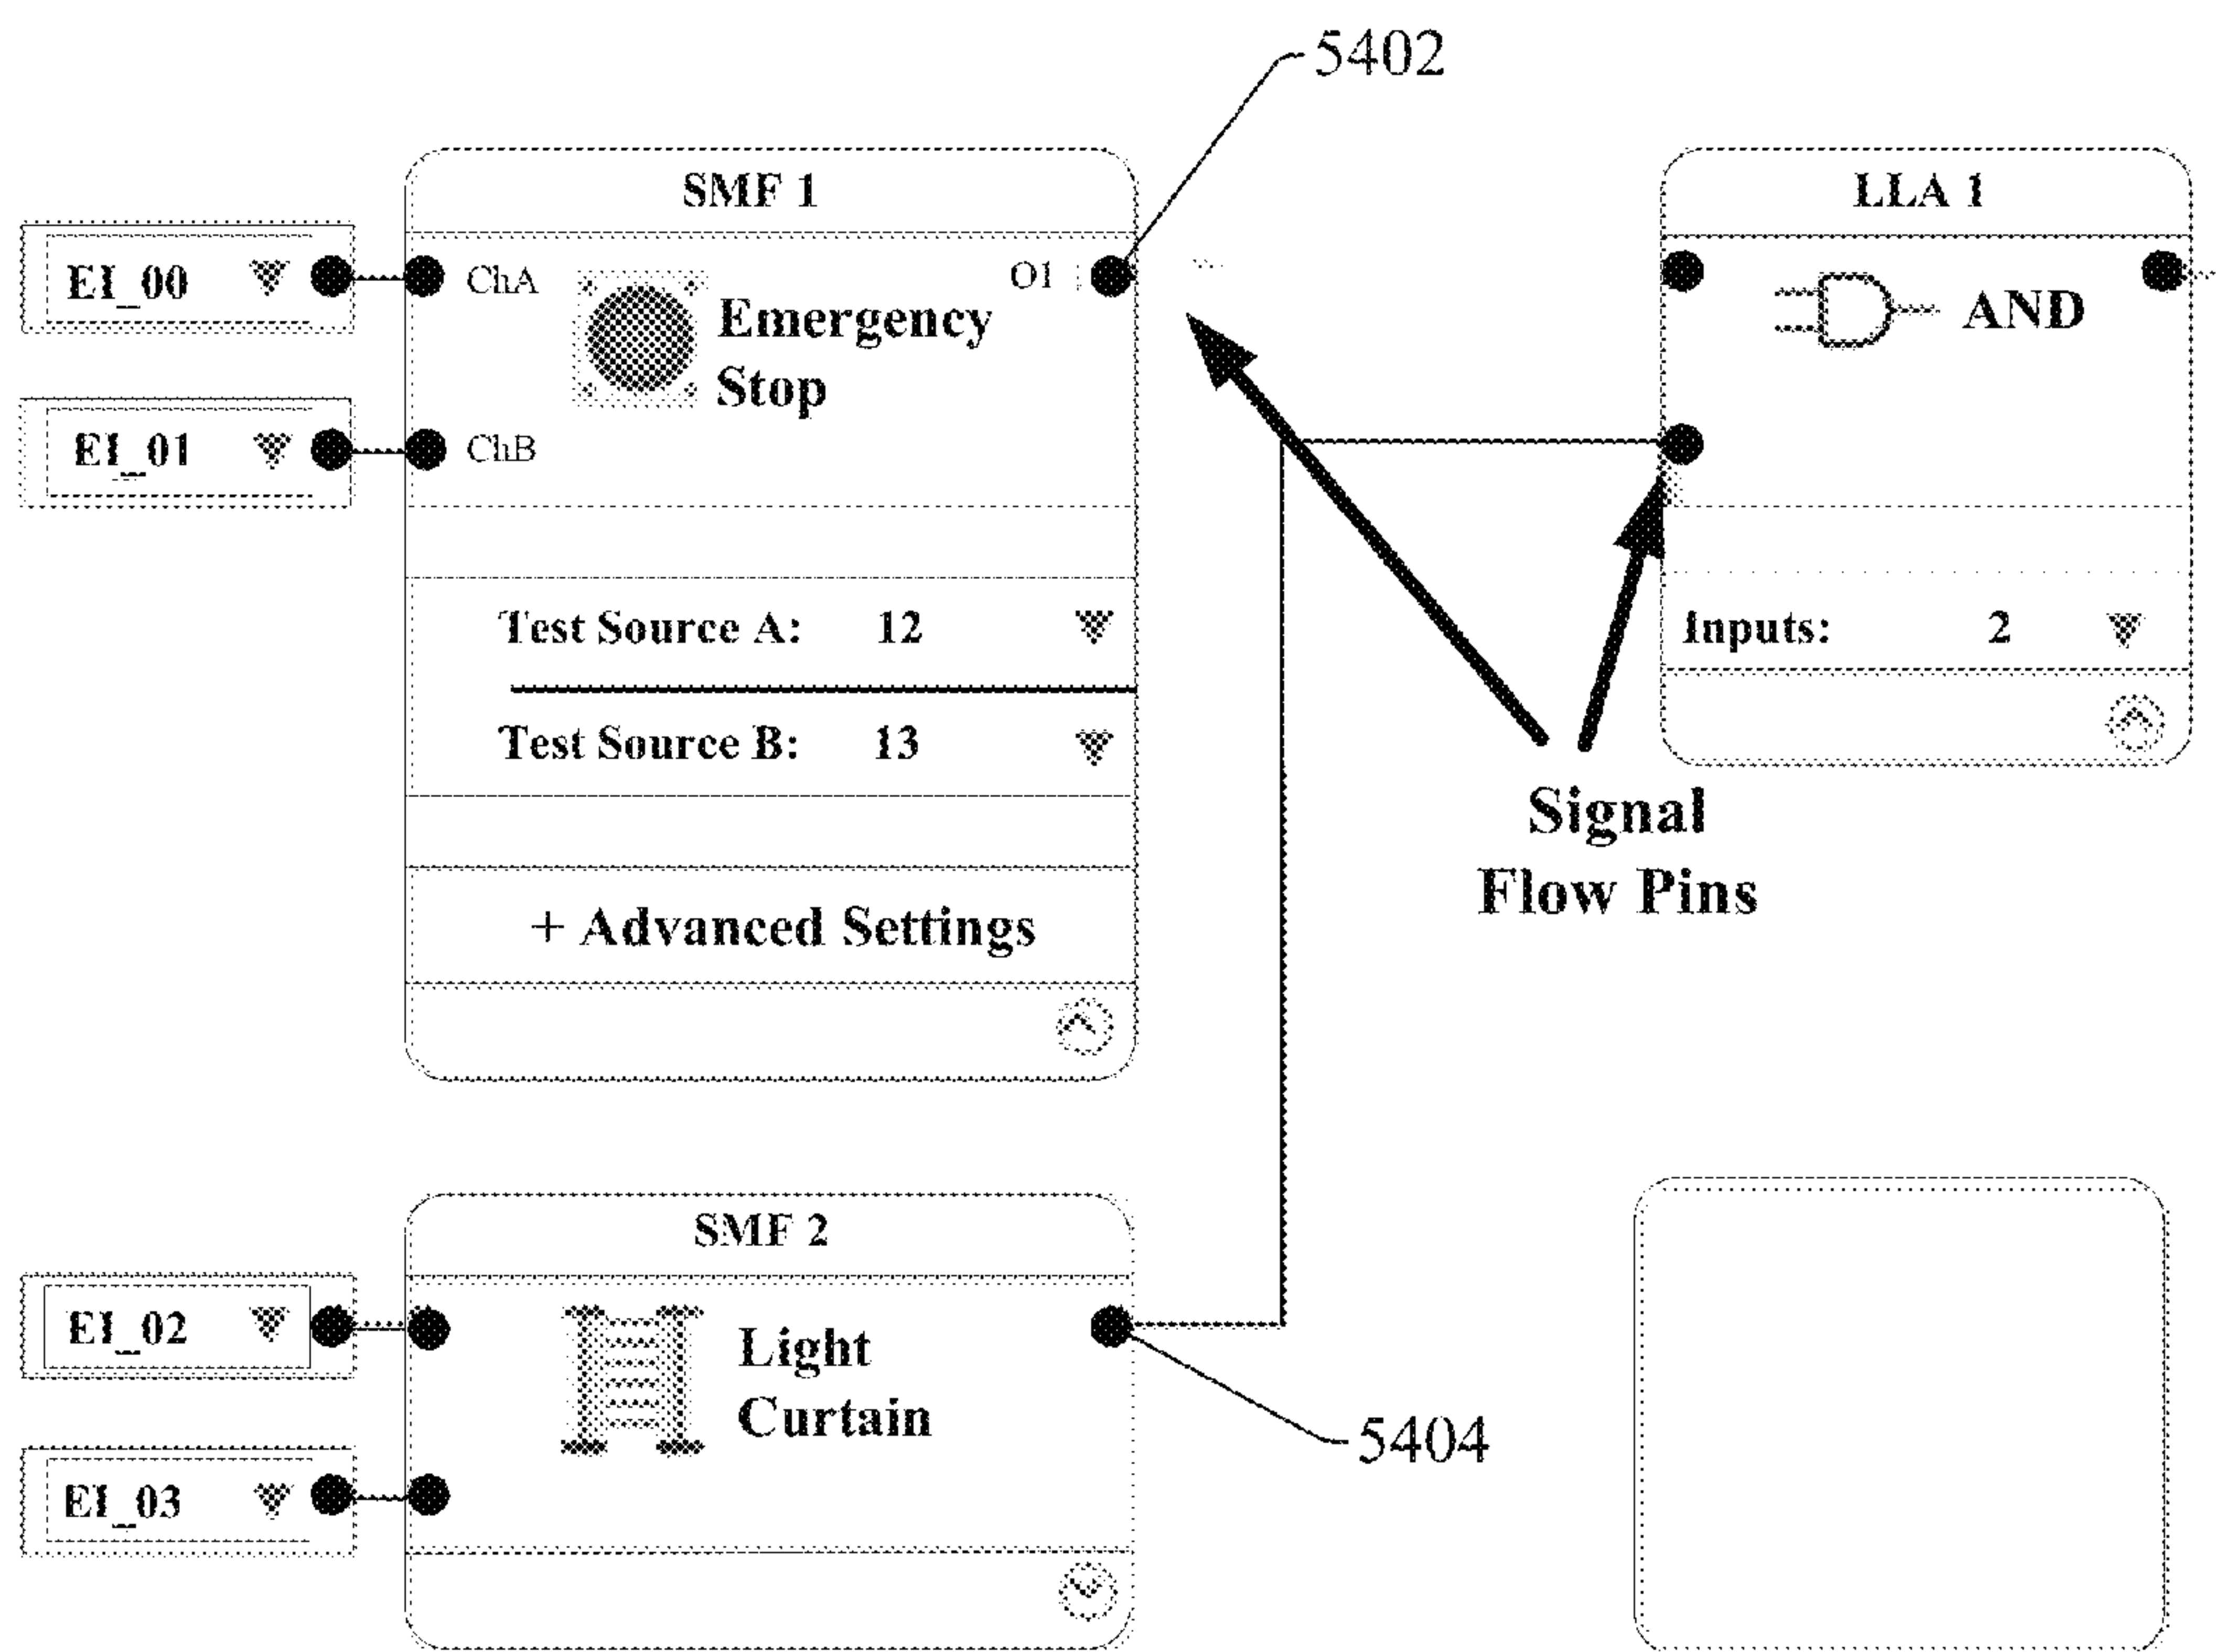 5402
SMF 1
LLA 1
EI_00
ChA
O1
Emergency
Stop
AND
EI_01
ChB
Test Source A: 12
Inputs: 2
Test Source B: 13
Signal
Flow Pins
+ Advanced Settings
SMF 2
EI_02
Light
Curtain
5404
EI_03